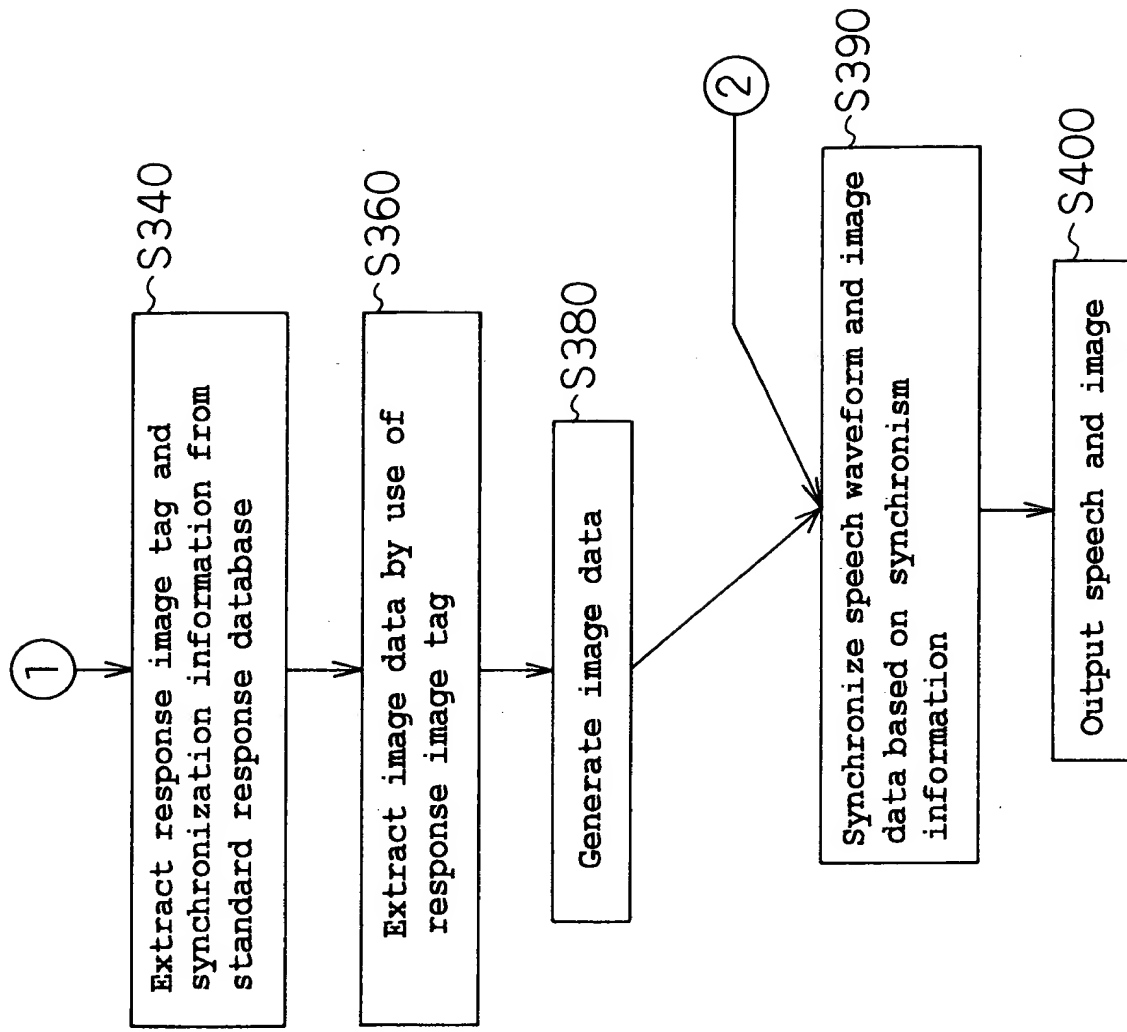 1
S340
Extract response image tag and
synchronization information from
standard response database
S360
Extract image data by use of
response image tag
S380
Generate image data
2
S390
Synchronize speech waveform and image
data based on synchronism
information
S400
Output speech and image